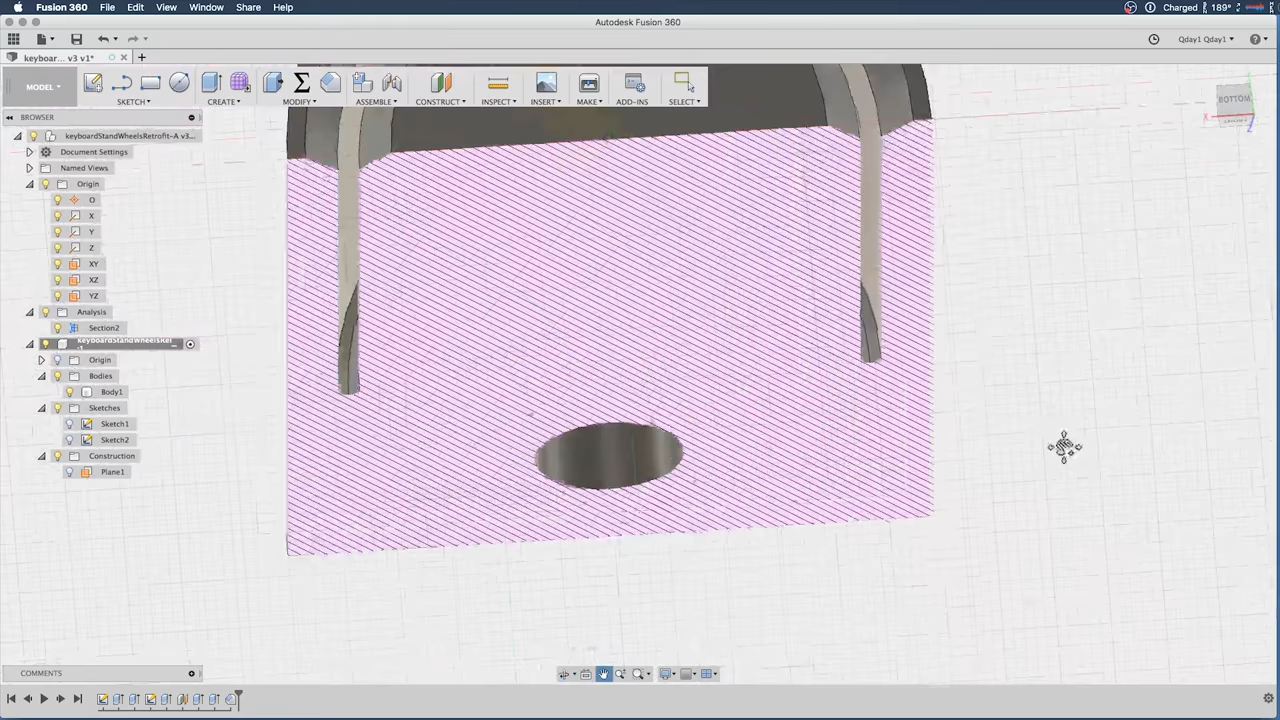 Fusion 360 File Edit View Window Share Help Charged 189°
Autodesk Fusion 360
Qday1 Qday1
keyboar... v3 v1*
MODEL SKETCH CREATE MODIFY ASSEMBLE CONSTRUCT INSPECT INSERT MAKE ADD-INS SELECT
BOTTOM
X
Z
BROWSER
keyboardStandWheelsRetrofit-A v3...
Document Settings
Named Views
Origin
O
X
Y
Z
XY
XZ
YZ
Analysis
Section2
Origin
Bodies
Body1
Sketches
Sketch1
Sketch2
Construction
Plane1
COMMENTS